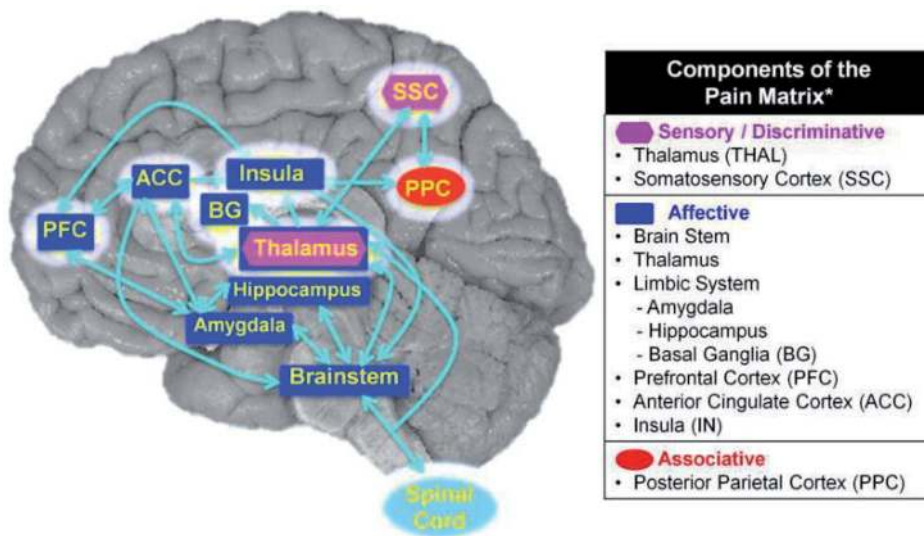 SSC
ACC
Insula
PPC
BG
PFC
Thalamus
Hippocampus
Amygdala
Brainstem
Spinal
Cord
Components of the
Pain Matrix*
Sensory / Discriminative
• Thalamus (THAL)
• Somatosensory Cortex (SSC)
Affective
• Brain Stem
• Thalamus
• Limbic System
- Amygdala
- Hippocampus
- Basal Ganglia (BG)
• Prefrontal Cortex (PFC)
• Anterior Cingulate Cortex (ACC)
• Insula (IN)
Associative
• Posterior Parietal Cortex (PPC)